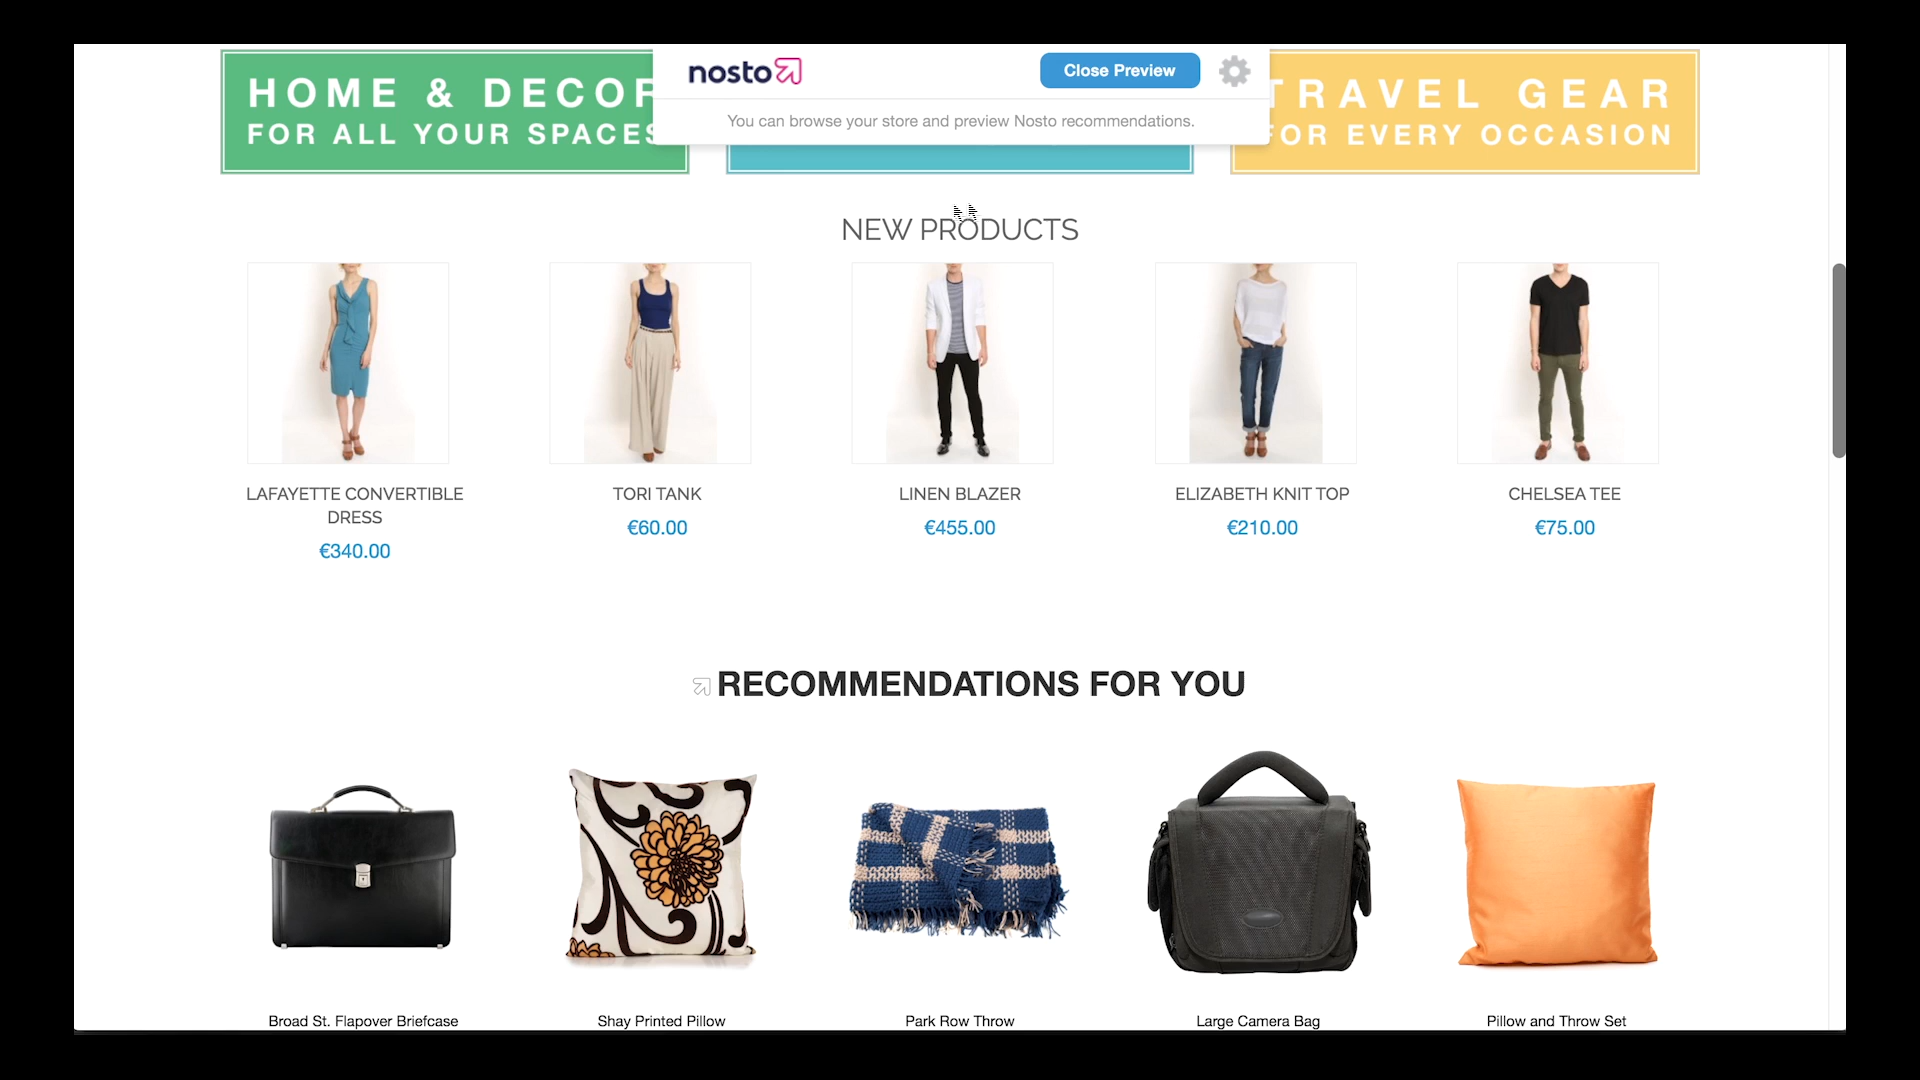 HOME & DECOR
FOR ALL YOUR SPACES
nosto
Close Preview
You can browse your store and preview Nosto recommendations.
TRAVEL GEAR
FOR EVERY OCCASION
NEW PRODUCTS
LAFAYETTE CONVERTIBLE
DRESS
€340.00
TORI TANK
€60.00
LINEN BLAZER
€455.00
ELIZABETH KNIT TOP
€210.00
CHELSEA TEE
€75.00
RECOMMENDATIONS FOR YOU
Broad St. Flapover Briefcase
Shay Printed Pillow
Park Row Throw
Large Camera Bag
Pillow and Throw Set